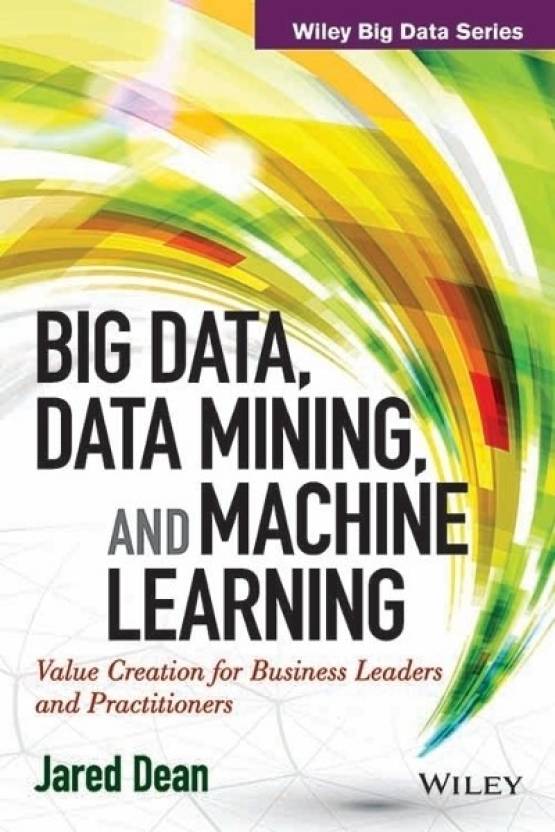 Wiley Big Data Series
BIG DATA,
DATA MINING,
AND MACHINE
LEARNING
Value Creation for Business Leaders
and Practitioners
Jared Dean
WILEY